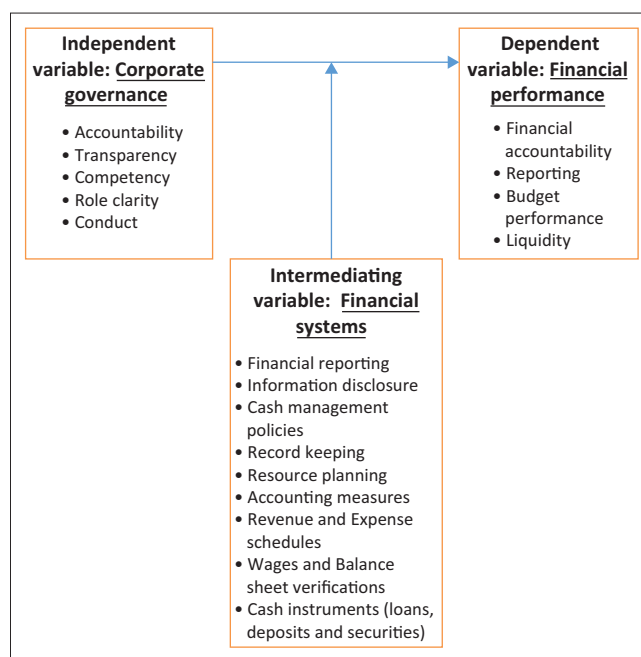 Independent
variable: Corporate
governance
• Accountability
• Transparency
• Competency
• Role clarity
• Conduct
Dependent
variable: Financial
performance
• Financial
accountability
• Reporting
• Budget
performance
• Liquidity
Intermediating
variable: Financial
systems
• Financial reporting
• Information disclosure
• Cash management
policies
• Record keeping
• Resource planning
• Accounting measures
• Revenue and Expense
schedules
• Wages and Balance
sheet verifications
• Cash instruments (loans,
deposits and securities)